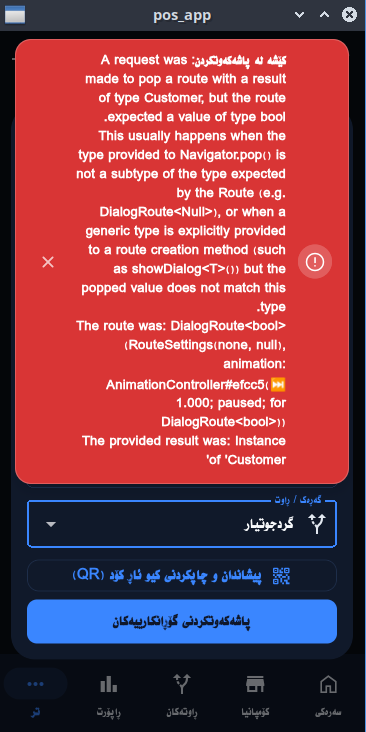 pos_app
کێشە لە پاشەکەوتکردن: A request was
made to pop a route with a result
of type Customer, but the route
expected a value of type bool.
This usually happens when the
type provided to Navigator.pop() is
not a subtype of the type expected
by the Route (e.g.
DialogRoute<Null>), or when a
generic type is explicitly provided
to a route creation method (such
as showDialog<T>()) but the
popped value does not match this
type.
The route was: DialogRoute<bool>
(RouteSettings(none, null),
animation:
AnimationController#efcc5(⏭
1.000; paused; for
DialogRoute<bool>))
The provided result was: Instance
of 'Customer'
گەڕەک / ڕاوت
گردجوتیار
پیشاندان و چاپکردنی کیو ئاڕ کۆد (QR)
پاشەکەوتکردنی گۆڕانکارییەکان
سەرەکی
کۆمپانیا
ڕاوتەکان
ڕاپۆرت
تر